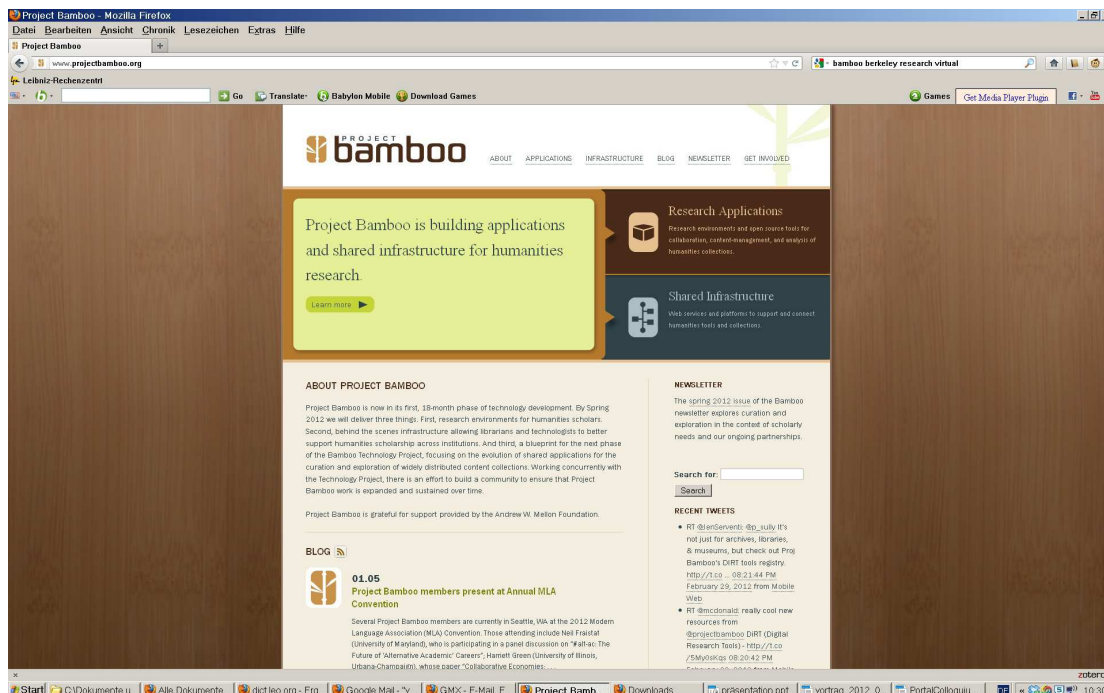 Project Bamboo - Mozilla Firefox
Datei Bearbeiten Ansicht Chronik Lesezeichen Extras Hilfe
Project Bamboo
www.projectbamboo.org
bamboo berkeley research virtual
Leibniz-Rechenzentr
Go Translate Babylon Mobile Download Games
Games Get Media Player Plugin
PROJECT
bamboo
ABOUT APPLICATIONS INFRASTRUCTURE BLOG NEWSLETTER GET INVOLVED
Project Bamboo is building applications
and shared infrastructure for humanities
research.
Learn more
Research Applications
Research environments and open source tools for
collaboration, content-management, and analysis of
humanities collections.
Shared Infrastructure
Web services and platforms to support and connect
humanities tools and collections.
ABOUT PROJECT BAMBOO
Project Bamboo is now in its first, 18-month phase of technology development. By Spring
2012 we will deliver three things. First, research environments for humanities scholars.
Second, behind the scenes infrastructure allowing librarians and technologists to better
support humanities scholarship across institutions. And third, a blueprint for the next phase
of the Bamboo Technology Project, focusing on the evolution of shared applications for the
curation and exploration of widely distributed content collections. Working concurrently with
the Technology Project, there is an effort to build a community to ensure that Project
Bamboo work is expanded and sustained over time.
Project Bamboo is grateful for support provided by the Andrew W. Mellon Foundation.
BLOG
01.05
Project Bamboo members present at Annual MLA
Convention
Several Project Bamboo members are currently in Seattle, WA at the 2012 Modern
Language Association (MLA) Convention. Those attending include Neil Fraistat
(University of Maryland), who is participating in a panel discussion on "#alt-ac: The
Future of 'Alternative Academic' Careers", Harriett Green (University of Illinois,
Urbana-Champaign), whose paper "Collaborative Economies: ...
NEWSLETTER
The spring 2012 issue of the Bamboo
newsletter explores curation and
exploration in the context of scholarly
needs and our ongoing partnerships.
Search for:
Search
RECENT TWEETS
RT @JenServenti: @p_sully It's
not just for archives, libraries,
& museums, but check out Proj
Bamboo's DIRT tools registry.
http://t.co ... 08:21:44 PM
February 29, 2012 from Mobile
Web
RT @mcdonald: really cool new
resources from
@projectbamboo DiRT (Digital
Research Tools) - http://t.co
/5My0sKqs 08:20:42 PM
zotero
Start C:\Dokumente u Alle Dokumente dict.leo.org - Erg Google Mail - "v GMX - E-Mail, F Project Bamb Downloads präsentation.ppt vortrag_2012_0 PortalColloquiu DE 10:30